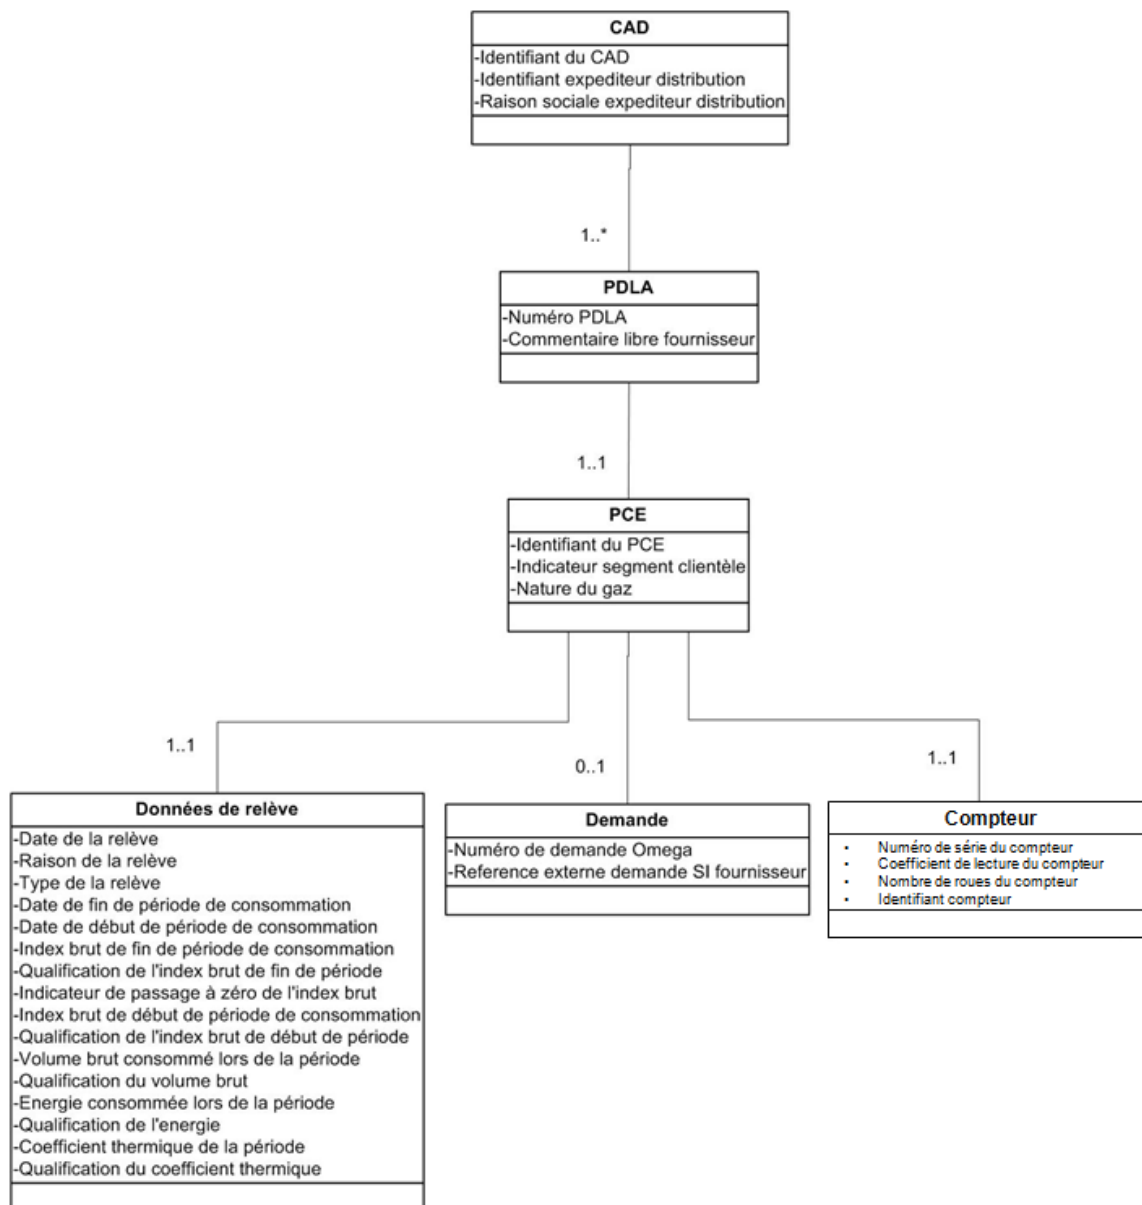 CAD
-Identifiant du CAD
-Identifiant expediteur distribution
-Raison sociale expediteur distribution
1..*
PDLA
-Numéro PDLA
-Commentaire libre fournisseur
1..1
PCE
-Identifiant du PCE
-Indicateur segment clientèle
-Nature du gaz
1..1
0..1
1..1
Données de relève
-Date de la relève
-Raison de la relève
-Type de la relève
-Date de fin de période de consommation
-Date de début de période de consommation
-Index brut de fin de période de consommation
-Qualification de l'index brut de fin de période
-Indicateur de passage à zéro de l'index brut
-Index brut de début de période de consommation
-Qualification de l'index brut de début de période
-Volume brut consommé lors de la période
-Qualification du volume brut
-Energie consommée lors de la période
-Qualification de l'energie
-Coefficient thermique de la période
-Qualification du coefficient thermique
Demande
-Numéro de demande Omega
-Reference externe demande SI fournisseur
Compteur
• Numéro de série du compteur
• Coefficient de lecture du compteur
• Nombre de roues du compteur
• Identifiant compteur